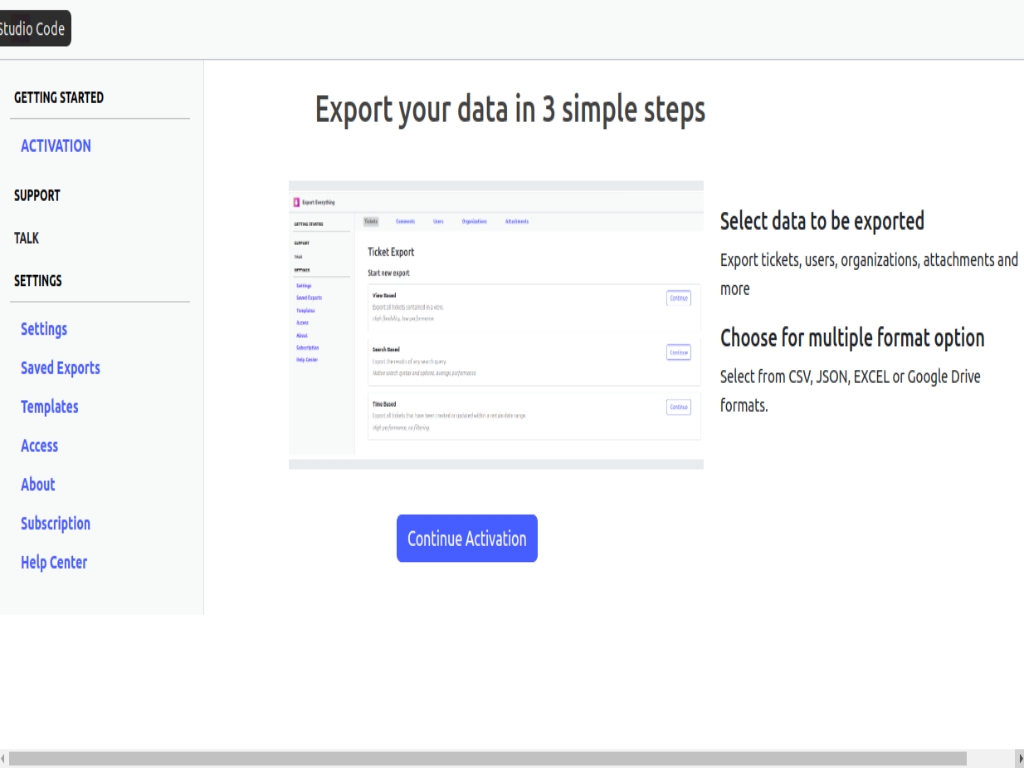 Studio Code
GETTING STARTED
ACTIVATION
SUPPORT
TALK
SETTINGS
Settings
Saved Exports
Templates
Access
About
Subscription
Help Center
Export your data in 3 simple steps
Export Everything
GETTING STARTED
SUPPORT
TALK
SETTINGS
Settings
Saved Exports
Templates
Access
About
Subscription
Help Center
Tickets Comments Users Organizations Attachments
Ticket Export
Start new export
View Based
Export all tickets contained in a view.
High flexibility, low performance.
Continue
Search Based
Export the results of any search query.
Native search syntax and options, average performance.
Continue
Time Based
Export all tickets that have been created or updated within a set update range.
High performance, no filtering.
Continue
Select data to be exported
Export tickets, users, organizations, attachments and
more
Choose for multiple format option
Select from CSV, JSON, EXCEL or Google Drive
formats.
Continue Activation